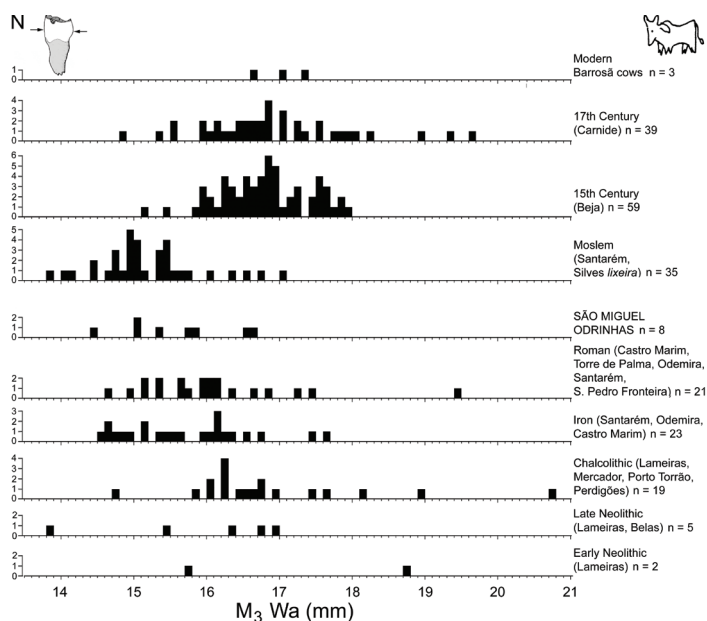 N
Modern
Barrosã cows n = 3
1
0
17th Century
(Carnide) n = 39
4
3
2
1
0
15th Century
(Beja) n = 59
6
5
4
3
2
1
0
Moslem
(Santarém,
Silves lixeira) n = 35
5
4
3
2
1
0
SÃO MIGUEL
ODRINHAS n = 8
2
1
0
Roman (Castro Marim,
Torre de Palma, Odemira,
Santarém,
S. Pedro Fronteira) n = 21
2
1
0
Iron (Santarém, Odemira,
Castro Marim) n = 23
3
2
1
0
Chalcolithic (Lameiras,
Mercador, Porto Torrão,
Perdigões) n = 19
4
3
2
1
0
Late Neolithic
(Lameiras, Belas) n = 5
2
1
0
Early Neolithic
(Lameiras) n = 2
2
1
0
14 15 16 17 18 19 20 21
M3 Wa (mm)